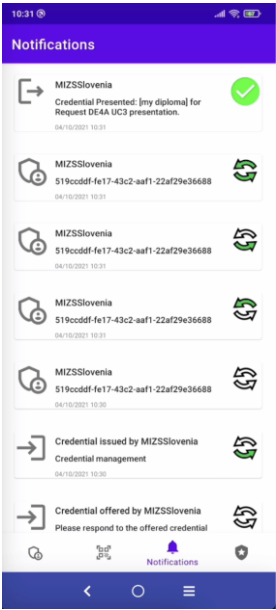 10:31
Notifications
MIZSSlovenia
Credential Presented: [my diploma] for
Request DE4A UC3 presentation.
04/10/2021 10:31
MIZSSlovenia
519ccddf-fe17-43c2-aaf1-22af29e36688
04/10/2021 10:31
MIZSSlovenia
519ccddf-fe17-43c2-aaf1-22af29e36688
04/10/2021 10:31
MIZSSlovenia
519ccddf-fe17-43c2-aaf1-22af29e36688
04/10/2021 10:31
MIZSSlovenia
519ccddf-fe17-43c2-aaf1-22af29e36688
04/10/2021 10:30
Credential issued by MIZSSlovenia
Credential management
04/10/2021 10:30
Credential offered by MIZSSlovenia
Please respond to the offered credential
Notifications